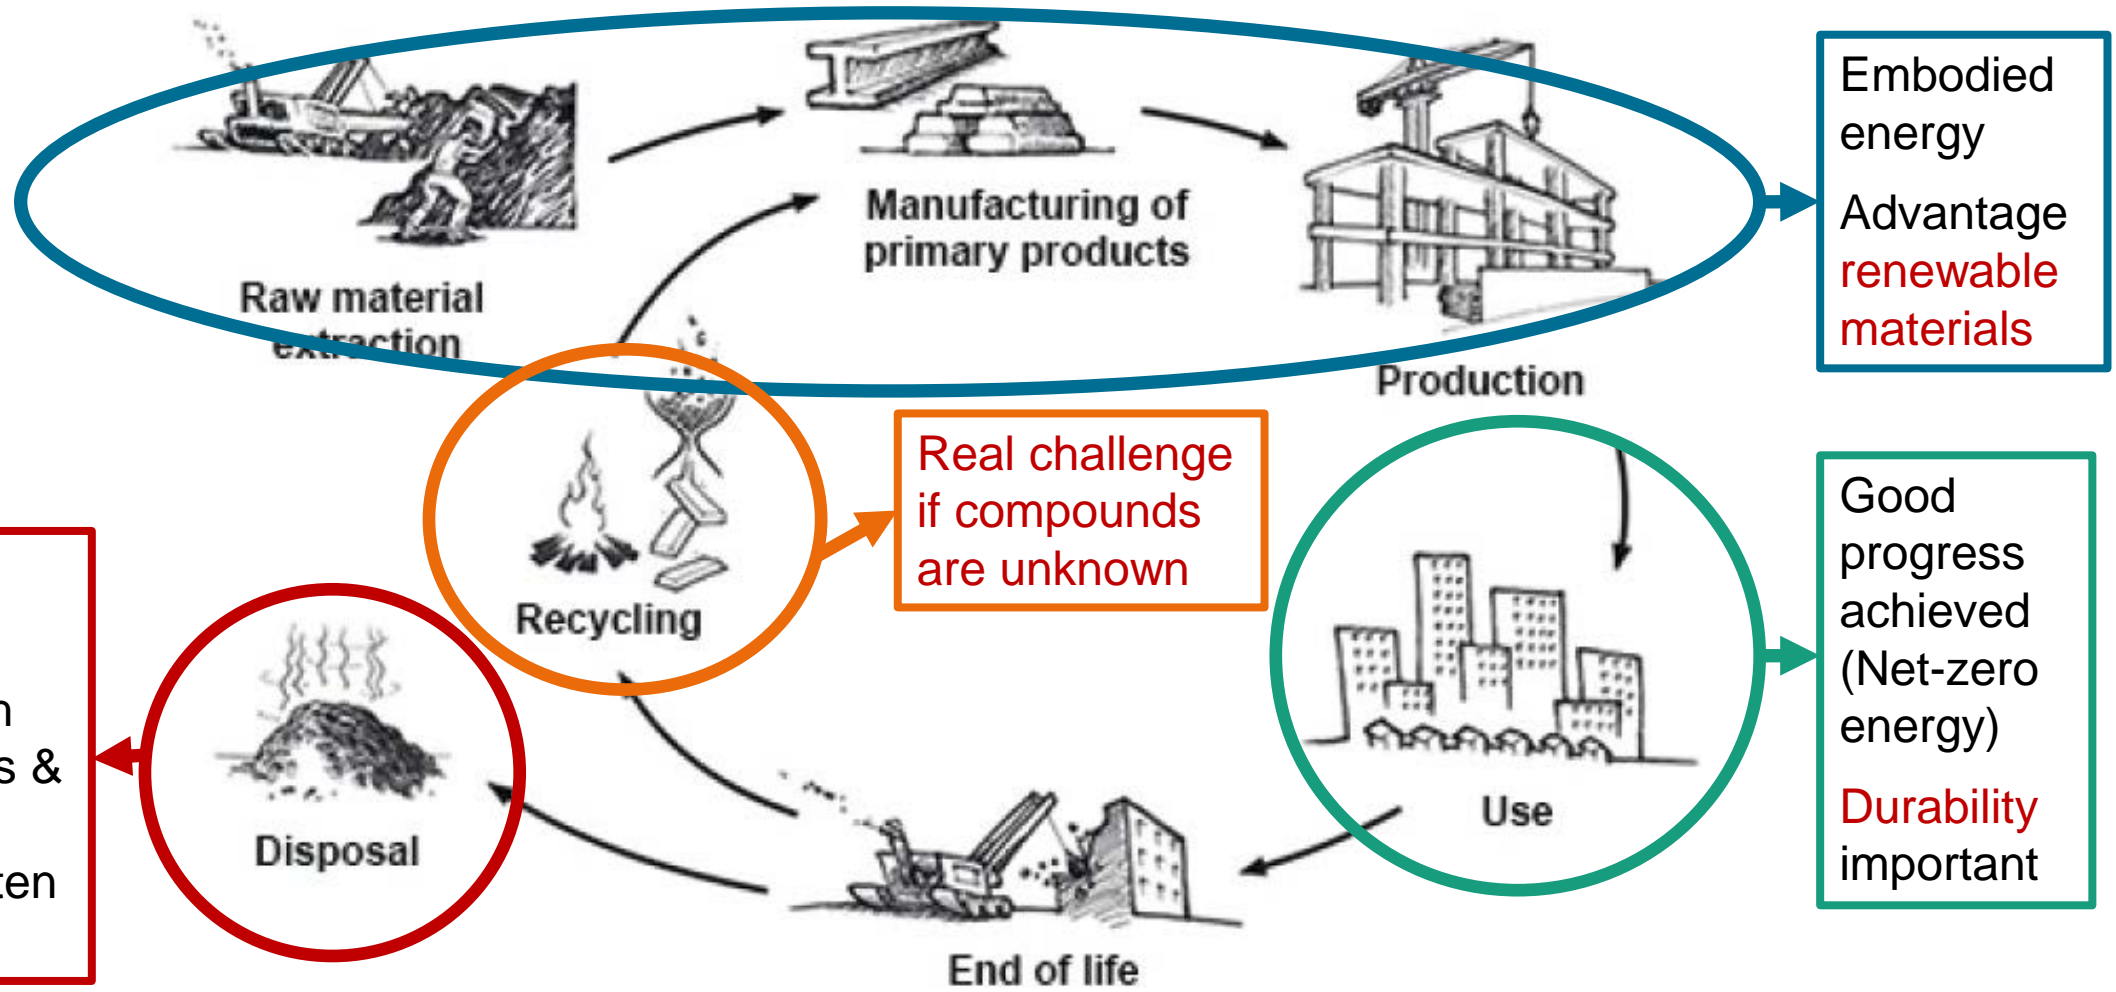 Raw material
extraction
Manufacturing of
primary products
Production
Embodied
energy
Advantage
renewable
materials
Recycling
Real challenge
if compounds
are unknown
Use
Good
progress
achieved
(Net-zero
energy)
Durability
important
Disposal
End of life
&